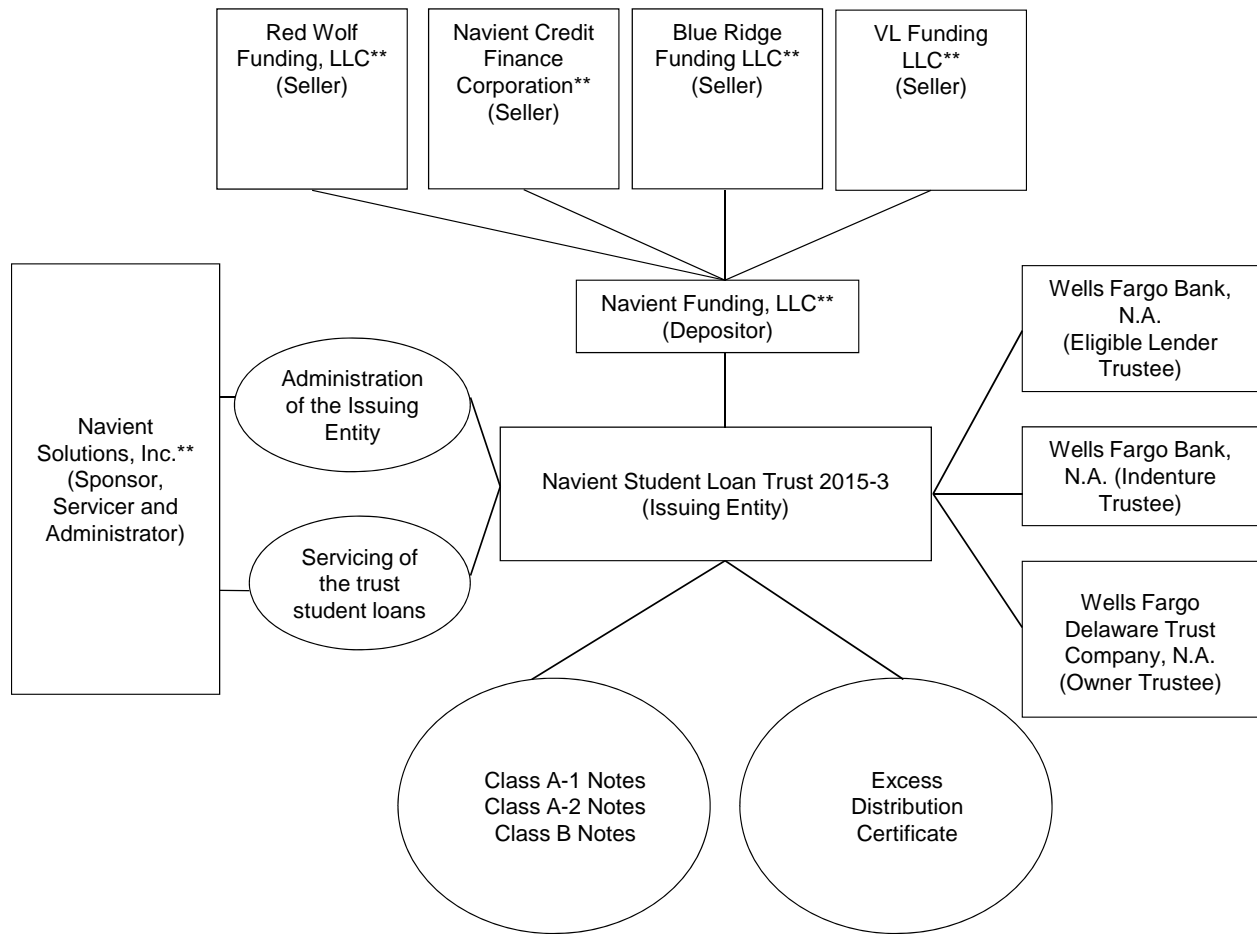 Red Wolf
Funding, LLC**
(Seller)
Navient Credit
Finance
Corporation**
(Seller)
Blue Ridge
Funding LLC**
(Seller)
VL Funding
LLC**
(Seller)
Navient Funding, LLC**
(Depositor)
Wells Fargo Bank,
N.A.
(Eligible Lender
Trustee)
Administration
of the Issuing
Entity
Navient
Solutions, Inc.**
(Sponsor,
Servicer and
Administrator)
Navient Student Loan Trust 2015-3
(Issuing Entity)
Wells Fargo Bank,
N.A. (Indenture
Trustee)
Servicing of
the trust
student loans
Wells Fargo
Delaware Trust
Company, N.A.
(Owner Trustee)
Class A-1 Notes
Class A-2 Notes
Class B Notes
Excess
Distribution
Certificate